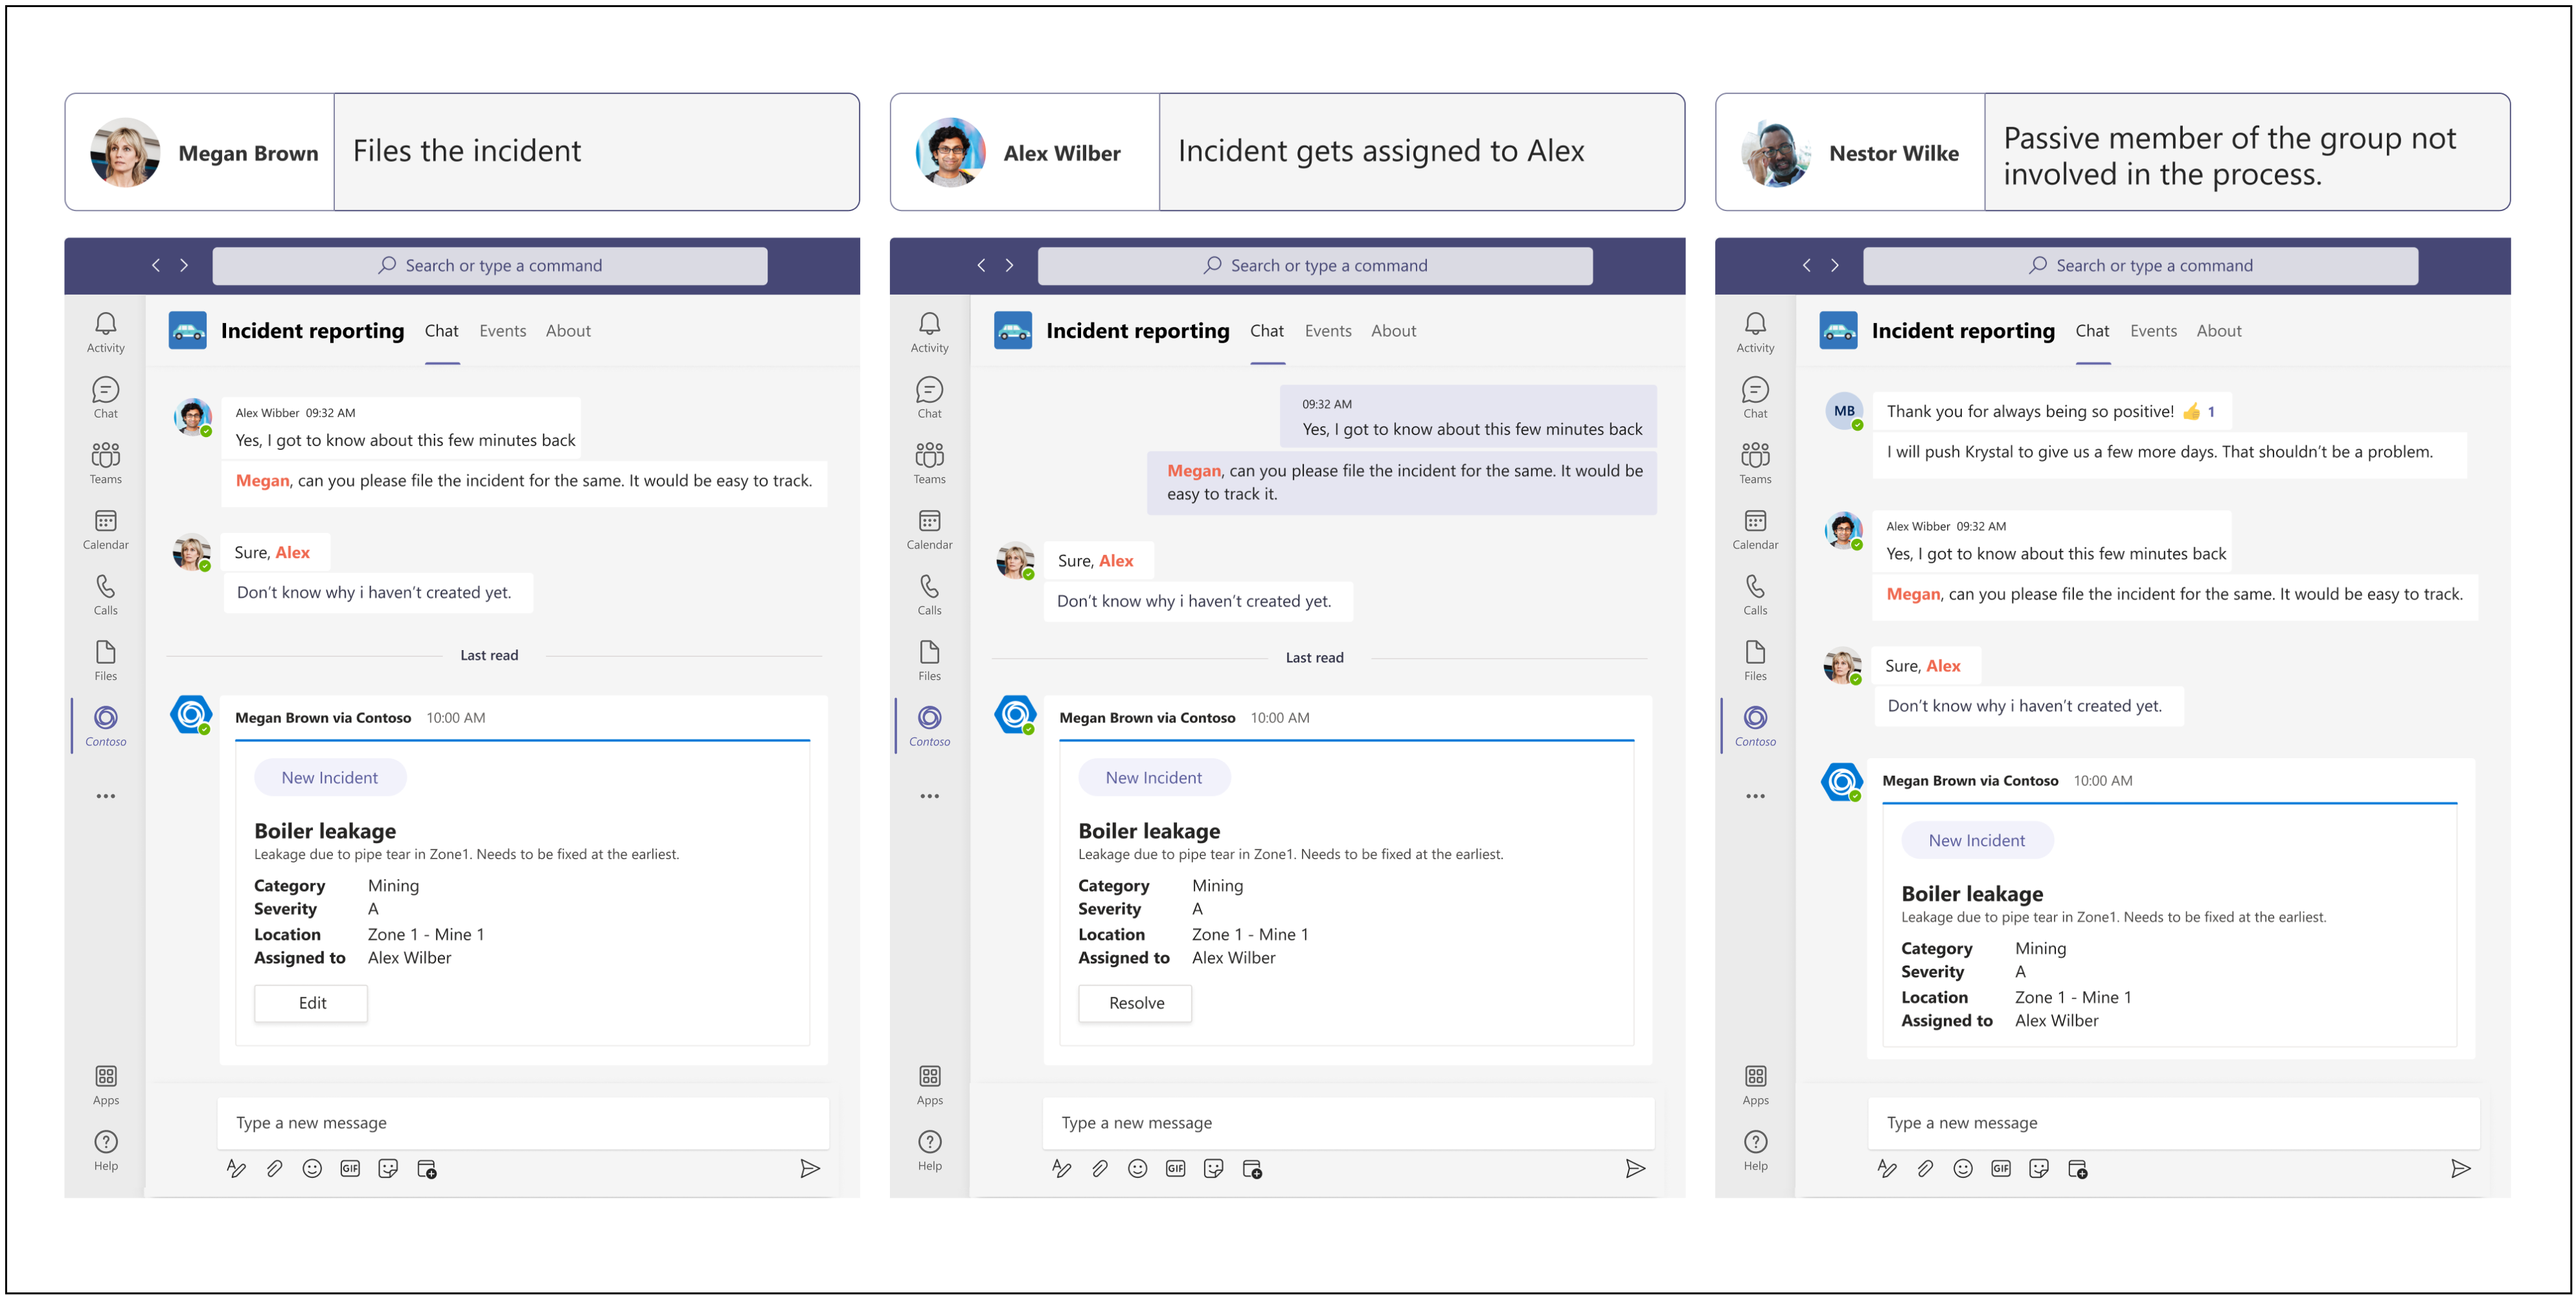 Megan Brown
Files the incident
Search or type a command
Incident reporting Chat Events About
Activity
Chat
Teams
Calendar
Calls
Files
Contoso
Apps
Help
Alex Wibber 09:32 AM
Yes, I got to know about this few minutes back
Megan, can you please file the incident for the same. It would be easy to track.
Sure, Alex
Don't know why i haven't created yet.
Last read
Megan Brown via Contoso 10:00 AM
New Incident
Boiler leakage
Leakage due to pipe tear in Zone1. Needs to be fixed at the earliest.
Category Mining
Severity A
Location Zone 1 - Mine 1
Assigned to Alex Wilber
Edit
Type a new message
GIF
Alex Wilber
Incident gets assigned to Alex
Search or type a command
Incident reporting Chat Events About
Activity
Chat
Teams
Calendar
Calls
Files
Contoso
Apps
Help
09:32 AM
Yes, I got to know about this few minutes back
Megan, can you please file the incident for the same. It would be
easy to track it.
Sure, Alex
Don't know why i haven't created yet.
Last read
Megan Brown via Contoso 10:00 AM
New Incident
Boiler leakage
Leakage due to pipe tear in Zone1. Needs to be fixed at the earliest.
Category Mining
Severity A
Location Zone 1 - Mine 1
Assigned to Alex Wilber
Resolve
Type a new message
GIF
Nestor Wilke
Passive member of the group not
involved in the process.
Search or type a command
Incident reporting Chat Events About
Activity
Chat
Teams
Calendar
Calls
Files
Contoso
Apps
Help
MB
Thank you for always being so positive! 👍 1
I will push Krystal to give us a few more days. That shouldn't be a problem.
Alex Wibber 09:32 AM
Yes, I got to know about this few minutes back
Megan, can you please file the incident for the same. It would be easy to track.
Sure, Alex
Don't know why i haven't created yet.
Megan Brown via Contoso 10:00 AM
New Incident
Boiler leakage
Leakage due to pipe tear in Zone1. Needs to be fixed at the earliest.
Category Mining
Severity A
Location Zone 1 - Mine 1
Assigned to Alex Wilber
Type a new message
GIF